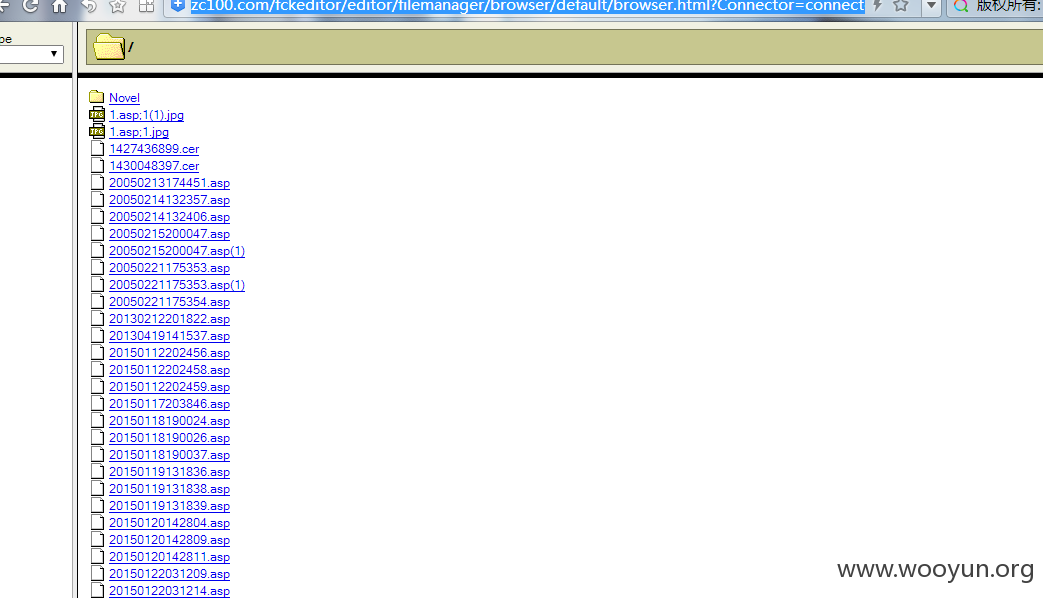 zc100.com/fckeditor/editor/filemanager/browser/default/browser.html?Connector=connect
版权所有:
pe
/
Novel
1.asp;1(1).jpg
1.asp;1.jpg
1427436899.cer
1430048397.cer
20050213174451.asp
20050214132357.asp
20050214132406.asp
20050215200047.asp
20050215200047.asp(1)
20050221175353.asp
20050221175353.asp(1)
20050221175354.asp
20130212201822.asp
20130419141537.asp
20150112202456.asp
20150112202458.asp
20150112202459.asp
20150117203846.asp
20150118190024.asp
20150118190026.asp
20150118190037.asp
20150119131836.asp
20150119131838.asp
20150119131839.asp
20150120142804.asp
20150120142809.asp
20150120142811.asp
20150122031209.asp
20150122031214.asp
www.wooyun.org